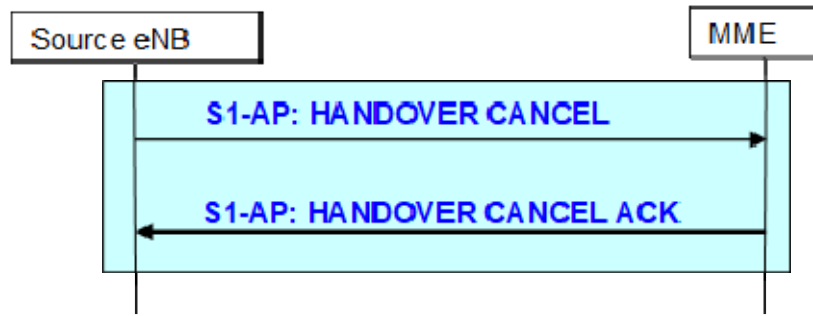 Source eNB
MME
S1-AP: HANDOVER CANCEL
S1-AP: HANDOVER CANCEL ACK